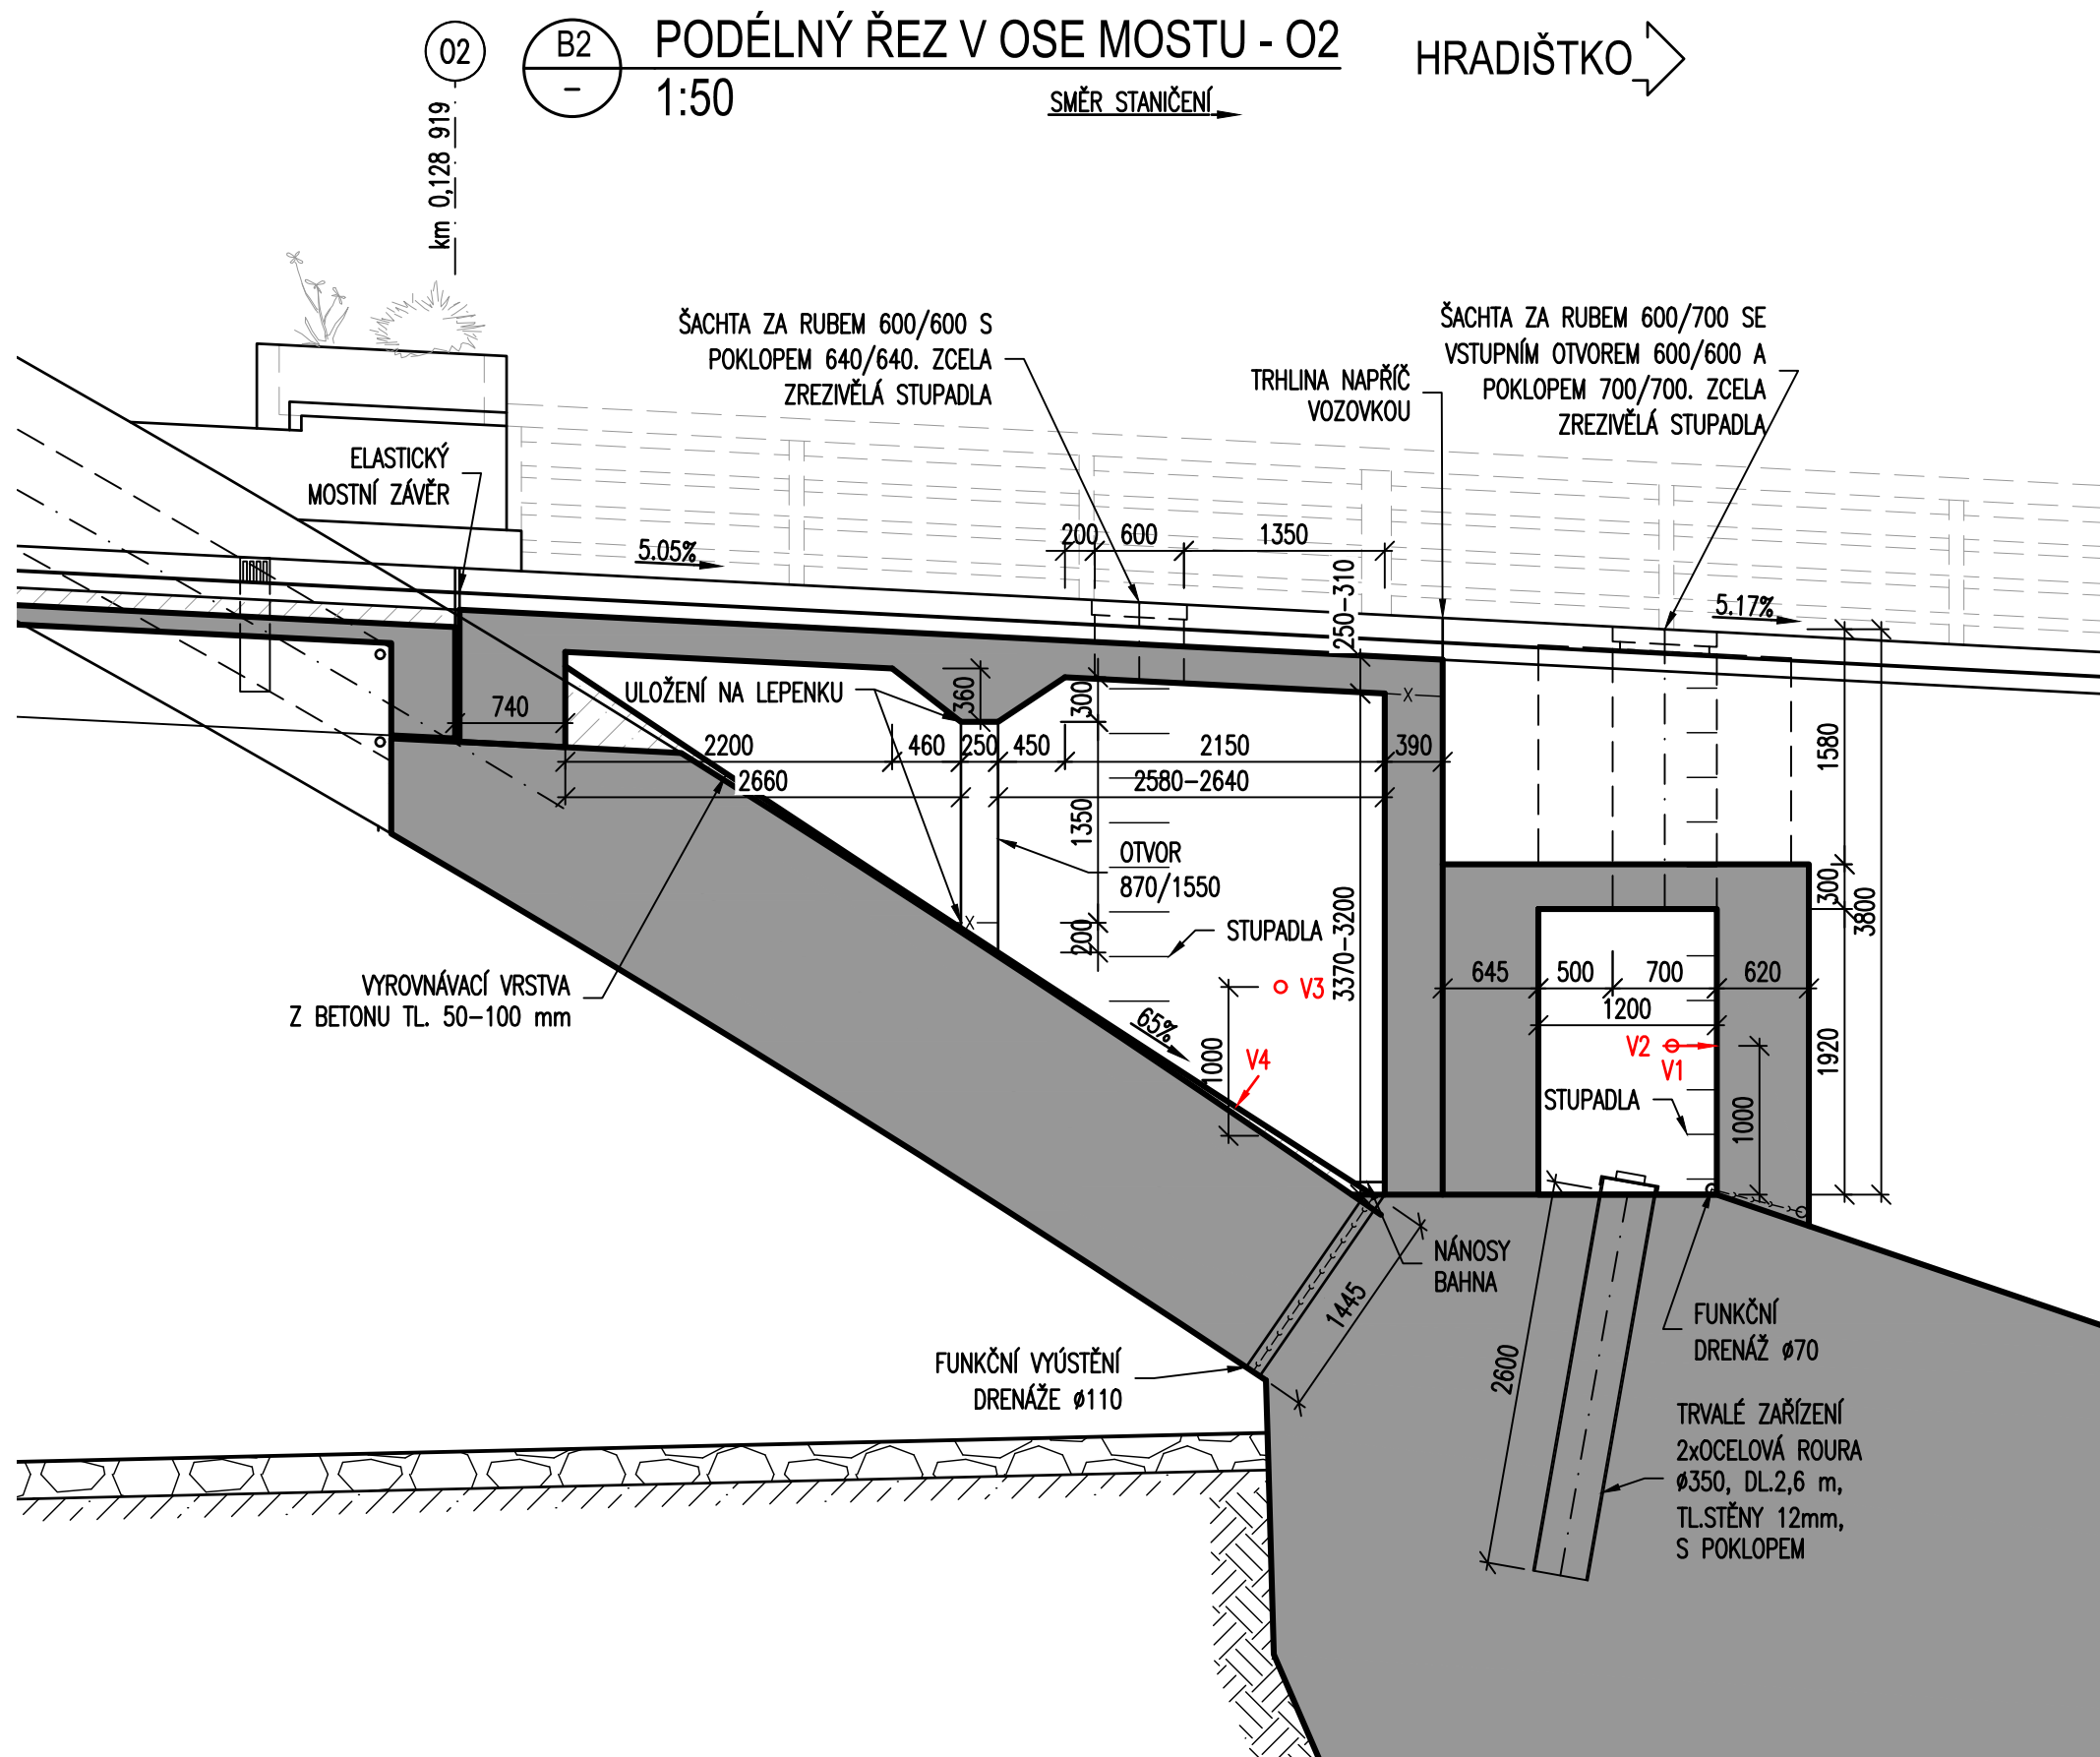 O2
B2
–
PODÉLNÝ ŘEZ V OSE MOSTU - O2
1:50
SMĚR STANIČENÍ
HRADIŠTKO
km 0,128 919
ŠACHTA ZA RUBEM 600/600 S
POKLOPEM 640/640. ZCELA
ZREZIVĚLÁ STUPADLA
TRHLINA NAPŘÍČ
VOZOVKOU
ŠACHTA ZA RUBEM 600/700 SE
VSTUPNÍM OTVOREM 600/600 A
POKLOPEM 700/700. ZCELA
ZREZIVĚLÁ STUPADLA
ELASTICKÝ
MOSTNÍ ZÁVĚR
5.05%
200 600 1350
250-310
5.17%
ULOŽENÍ NA LEPENKU
360
300
740
2200 460 250 450 2150 390
2660
2580-2640
1580
1350
OTVOR
870/1550
300
3800
200
STUPADLA
3370-3200
645 500 700 620
1200
V3
VYROVNÁVACÍ VRSTVA
Z BETONU TL. 50-100 mm
65%
1000
V4
V2
V1
1920
STUPADLA
1000
NÁNOSY
BAHNA
1445
2600
FUNKČNÍ
DRENÁŽ ø70
FUNKČNÍ VYÚSTĚNÍ
DRENÁŽE ø110
TRVALÉ ZAŘÍZENÍ
2xOCELOVÁ ROURA
ø350, DL.2,6 m,
TL.STĚNY 12mm,
S POKLOPEM